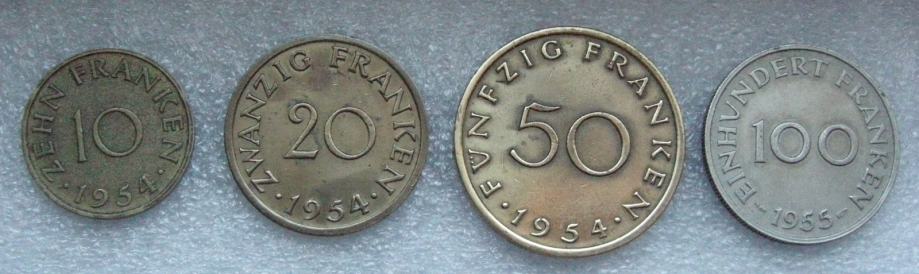 ZEHN FRANKEN
10
·1954·
ZWANZIG FRANKEN
20
·1954·
FÜNFZIG FRANKEN
50
·1954·
EINHUNDERT FRANKEN
100
-1955-